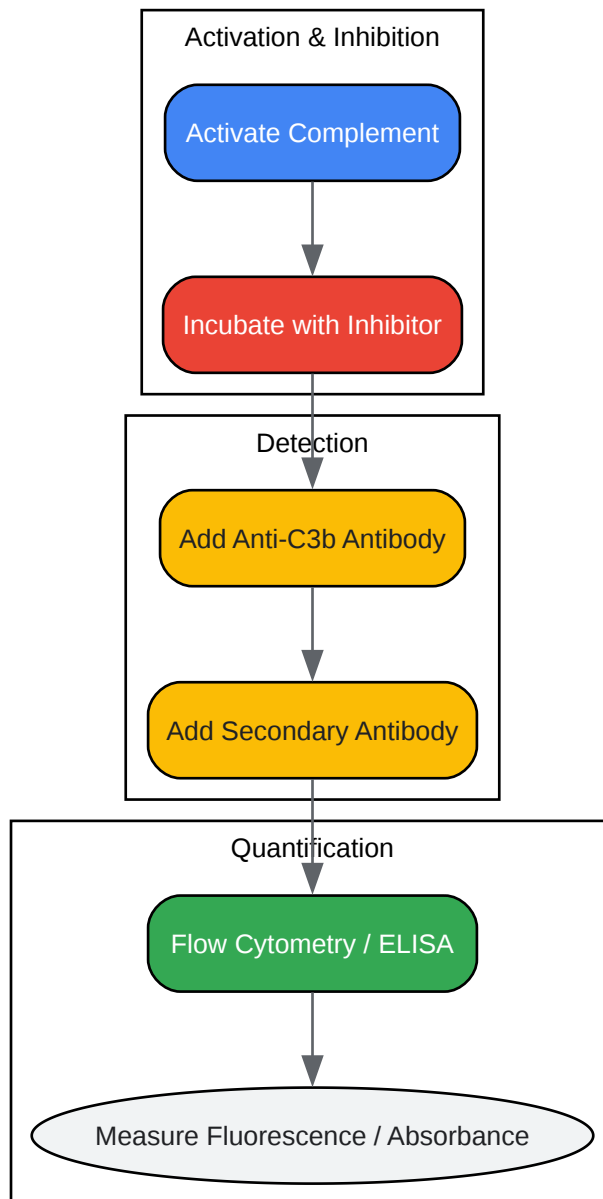 Activation & Inhibition
Activate Complement
Incubate with Inhibitor
Detection
Add Anti-C3b Antibody
Add Secondary Antibody
Quantification
Flow Cytometry / ELISA
Measure Fluorescence / Absorbance